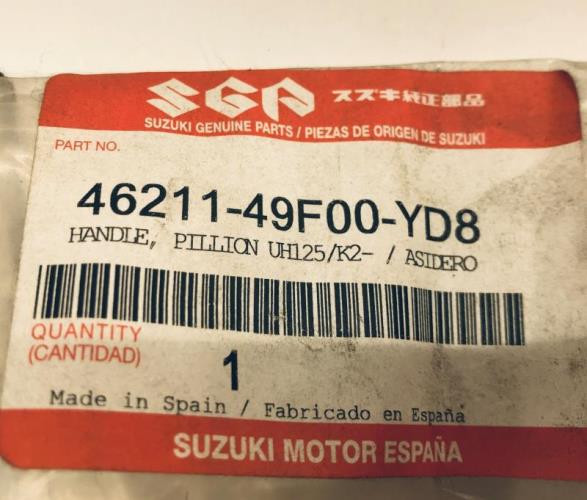 SGP スズキ純正部品
SUZUKI GENUINE PARTS / PIEZAS DE ORIGEN DE SUZUKI
PART NO.
46211-49F00-YD8
HANDLE, PILLION UH125/K2- / ASIDERO
QUANTITY
(CANTIDAD)
1
Made in Spain / Fabricado en España
SUZUKI MOTOR ESPAÑA